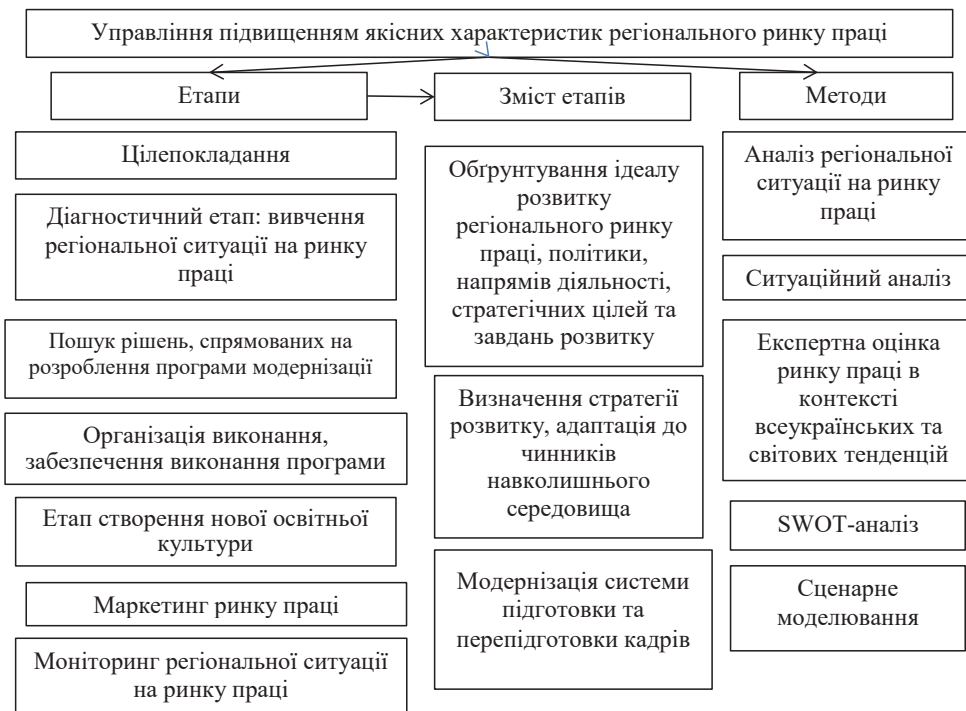 Управління підвищенням якісних характеристик регіонального ринку праці
Етапи
Зміст етапів
Методи
Цілепокладання
Діагностичний етап: вивчення
регіональної ситуації на ринку
праці
Пошук рішень, спрямованих на
розроблення програми модернізації
Організація виконання,
забезпечення виконання програми
Етап створення нової освітньої
культури
Маркетинг ринку праці
Моніторинг регіональної ситуації
на ринку праці
Обґрунтування ідеалу
розвитку
регіонального ринку
праці, політики,
напрямів діяльності,
стратегічних цілей та
завдань розвитку
Визначення стратегії
розвитку, адаптація до
чинників
навколишнього
середовища
Модернізація системи
підготовки та
перепідготовки кадрів
Аналіз регіональної
ситуації на ринку
праці
Ситуаційний аналіз
Експертна оцінка
ринку праці в
контексті
всеукраїнських та
світових тенденцій
SWOT-аналіз
Сценарне
моделювання